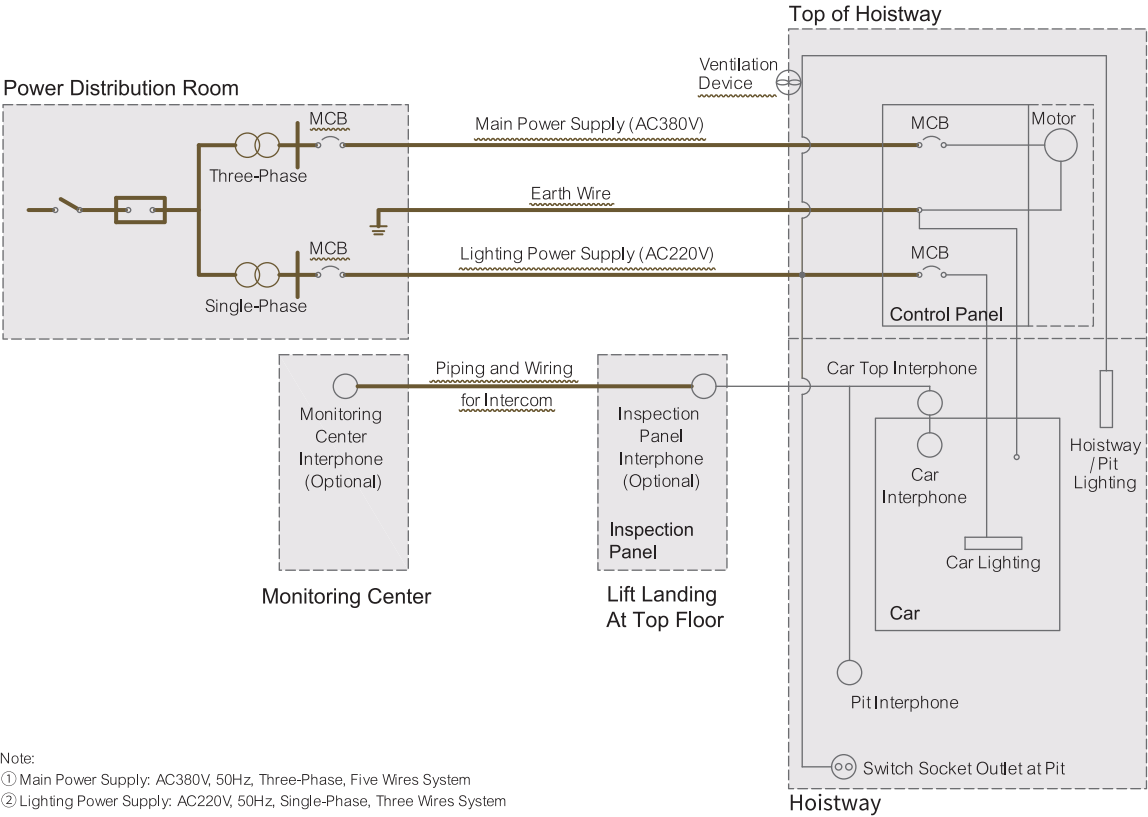 Top of Hoistway
Ventilation
Device
Power Distribution Room
MCB
Main Power Supply (AC380V)
MCB
Motor
Three-Phase
Earth Wire
MCB
Lighting Power Supply (AC220V)
MCB
Single-Phase
Control Panel
Piping and Wiring
for Intercom
Car Top Interphone
Monitoring
Center
Interphone
(Optional)
Inspection
Panel
Interphone
(Optional)
Hoistway
/Pit
Lighting
Car
Interphone
Inspection
Panel
Car Lighting
Monitoring Center
Lift Landing
At Top Floor
Car
Pit Interphone
Note:
① Main Power Supply: AC380V, 50Hz, Three-Phase, Five Wires System
② Lighting Power Supply: AC220V, 50Hz, Single-Phase, Three Wires System
Switch Socket Outlet at Pit
Hoistway